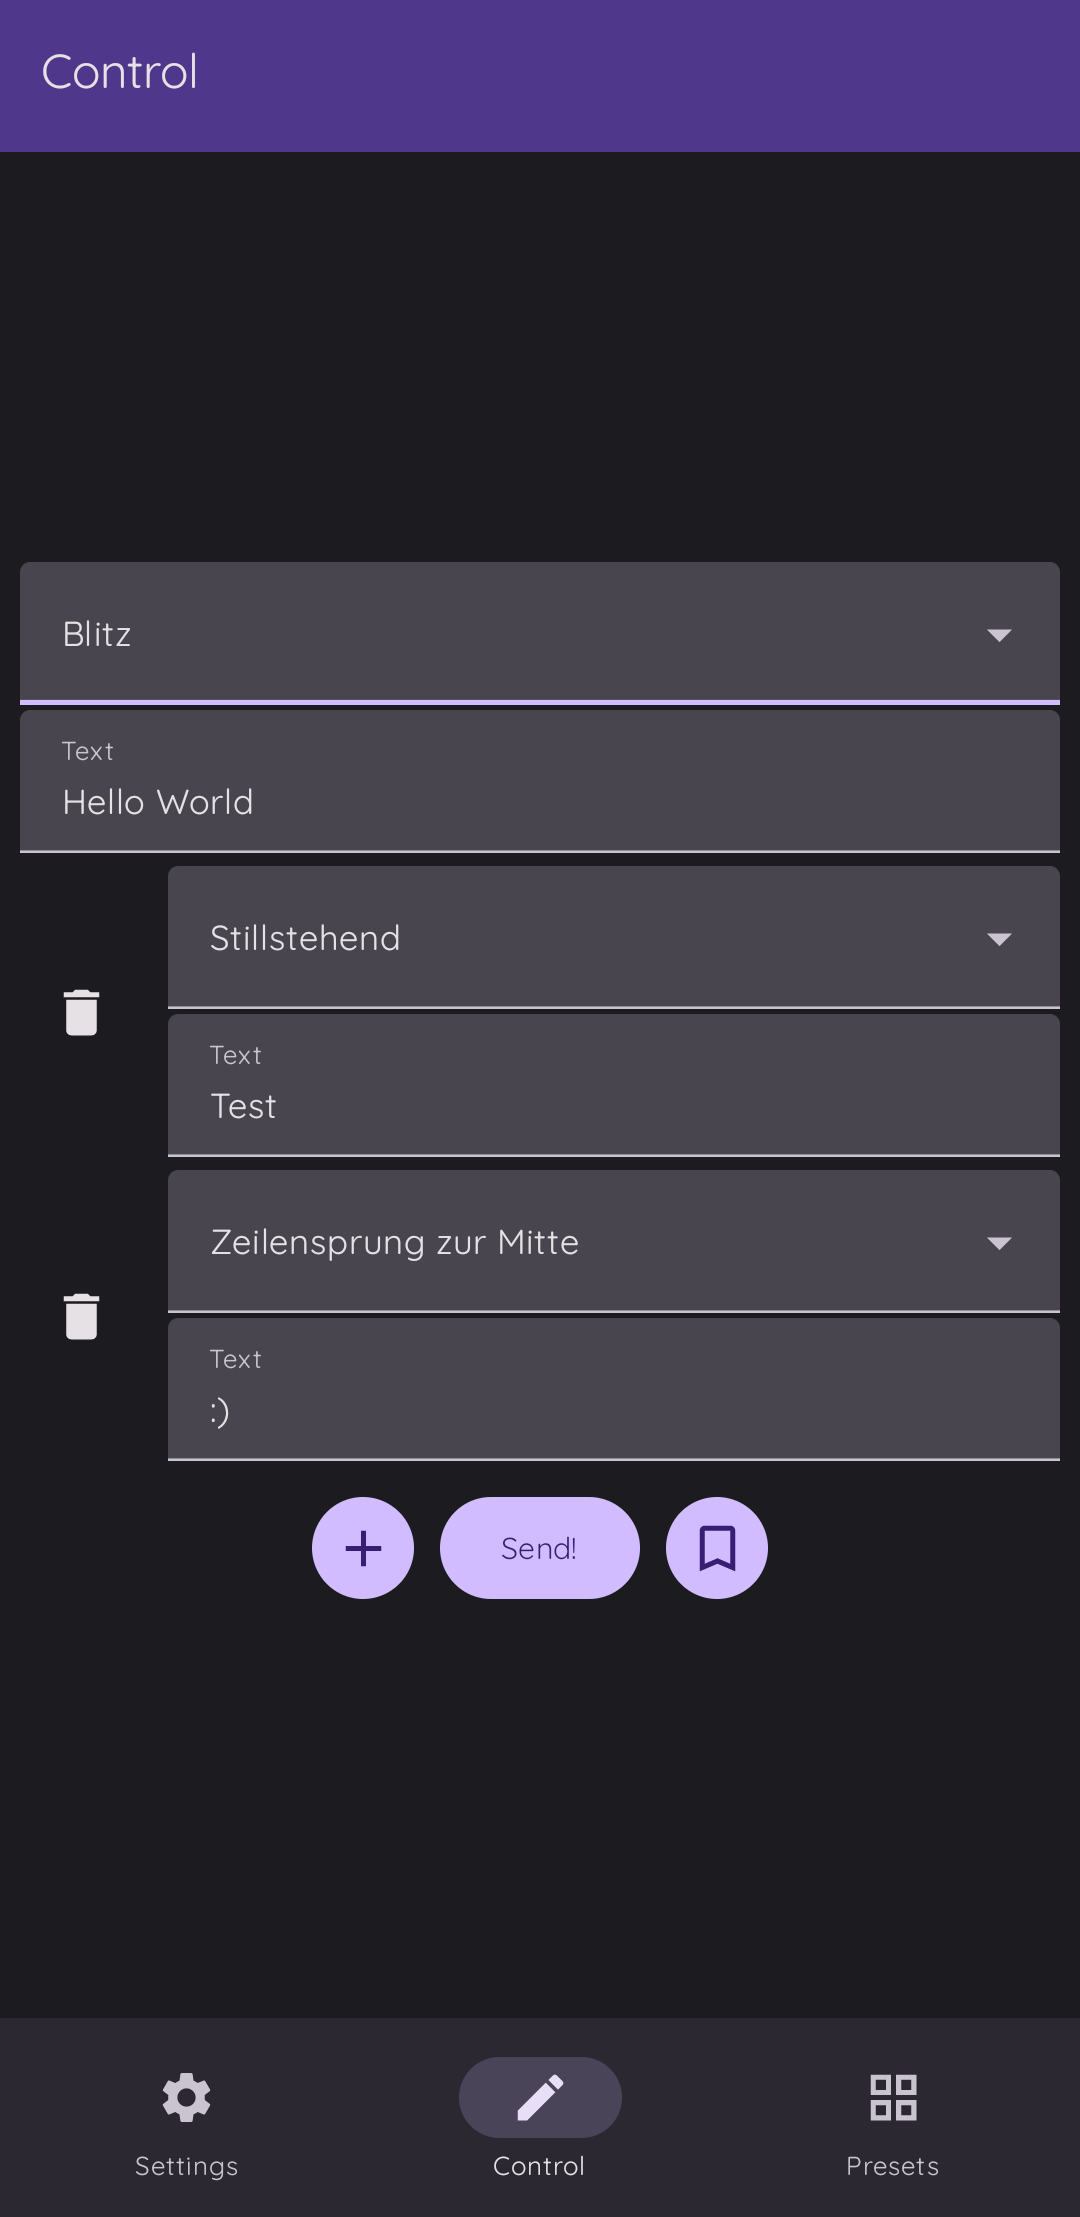 Control
Blitz
Text
Hello World
Stillstehend
Text
Test
Zeilensprung zur Mitte
Text
:)
Send!
Settings
Control
Presets